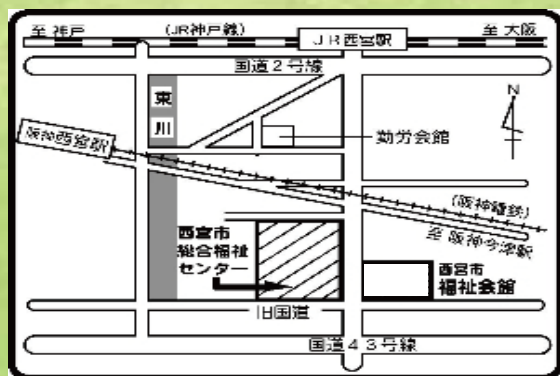 至 神戸
(JR神戸線)
JR西宮駅
至 大阪
国道2号線
東川
N
阪神西宮駅
勤労会館
(阪神電鉄)
至 阪神今津駅
西宮市
総合福祉
センター
西宮市
福祉会館
旧国道
国道43号線